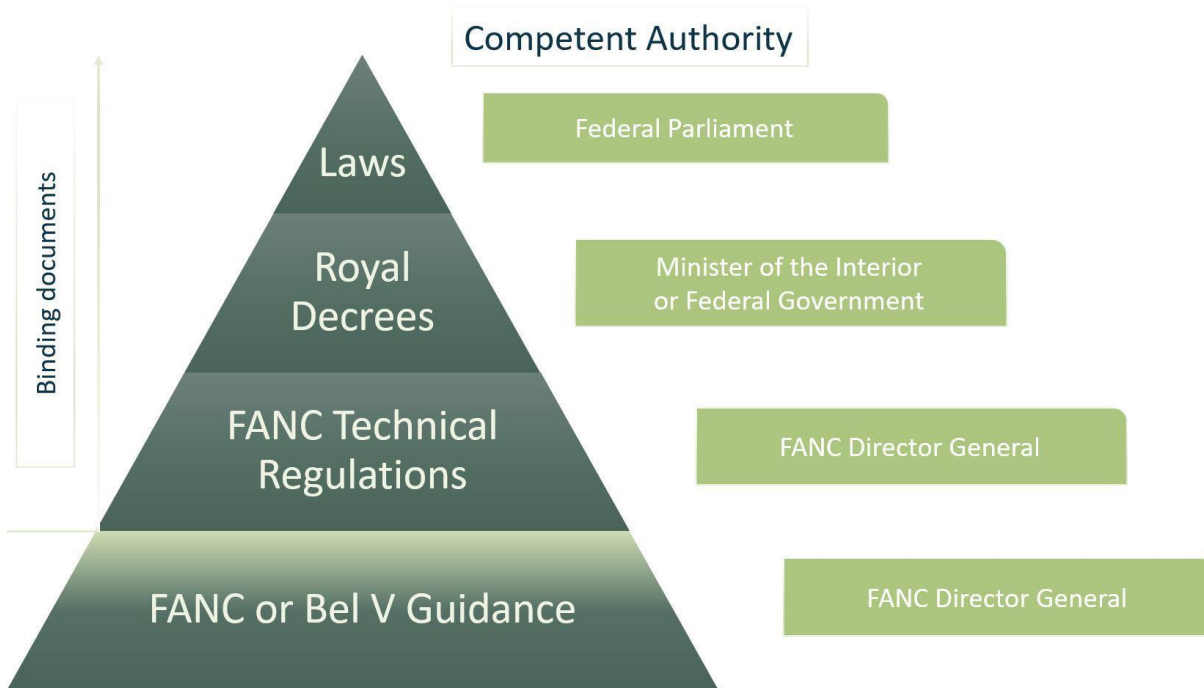 Competent Authority
Binding documents
Laws
Federal Parliament
Royal
Decrees
Minister of the Interior
or Federal Government
FANC Technical
Regulations
FANC Director General
FANC or Bel V Guidance
FANC Director General